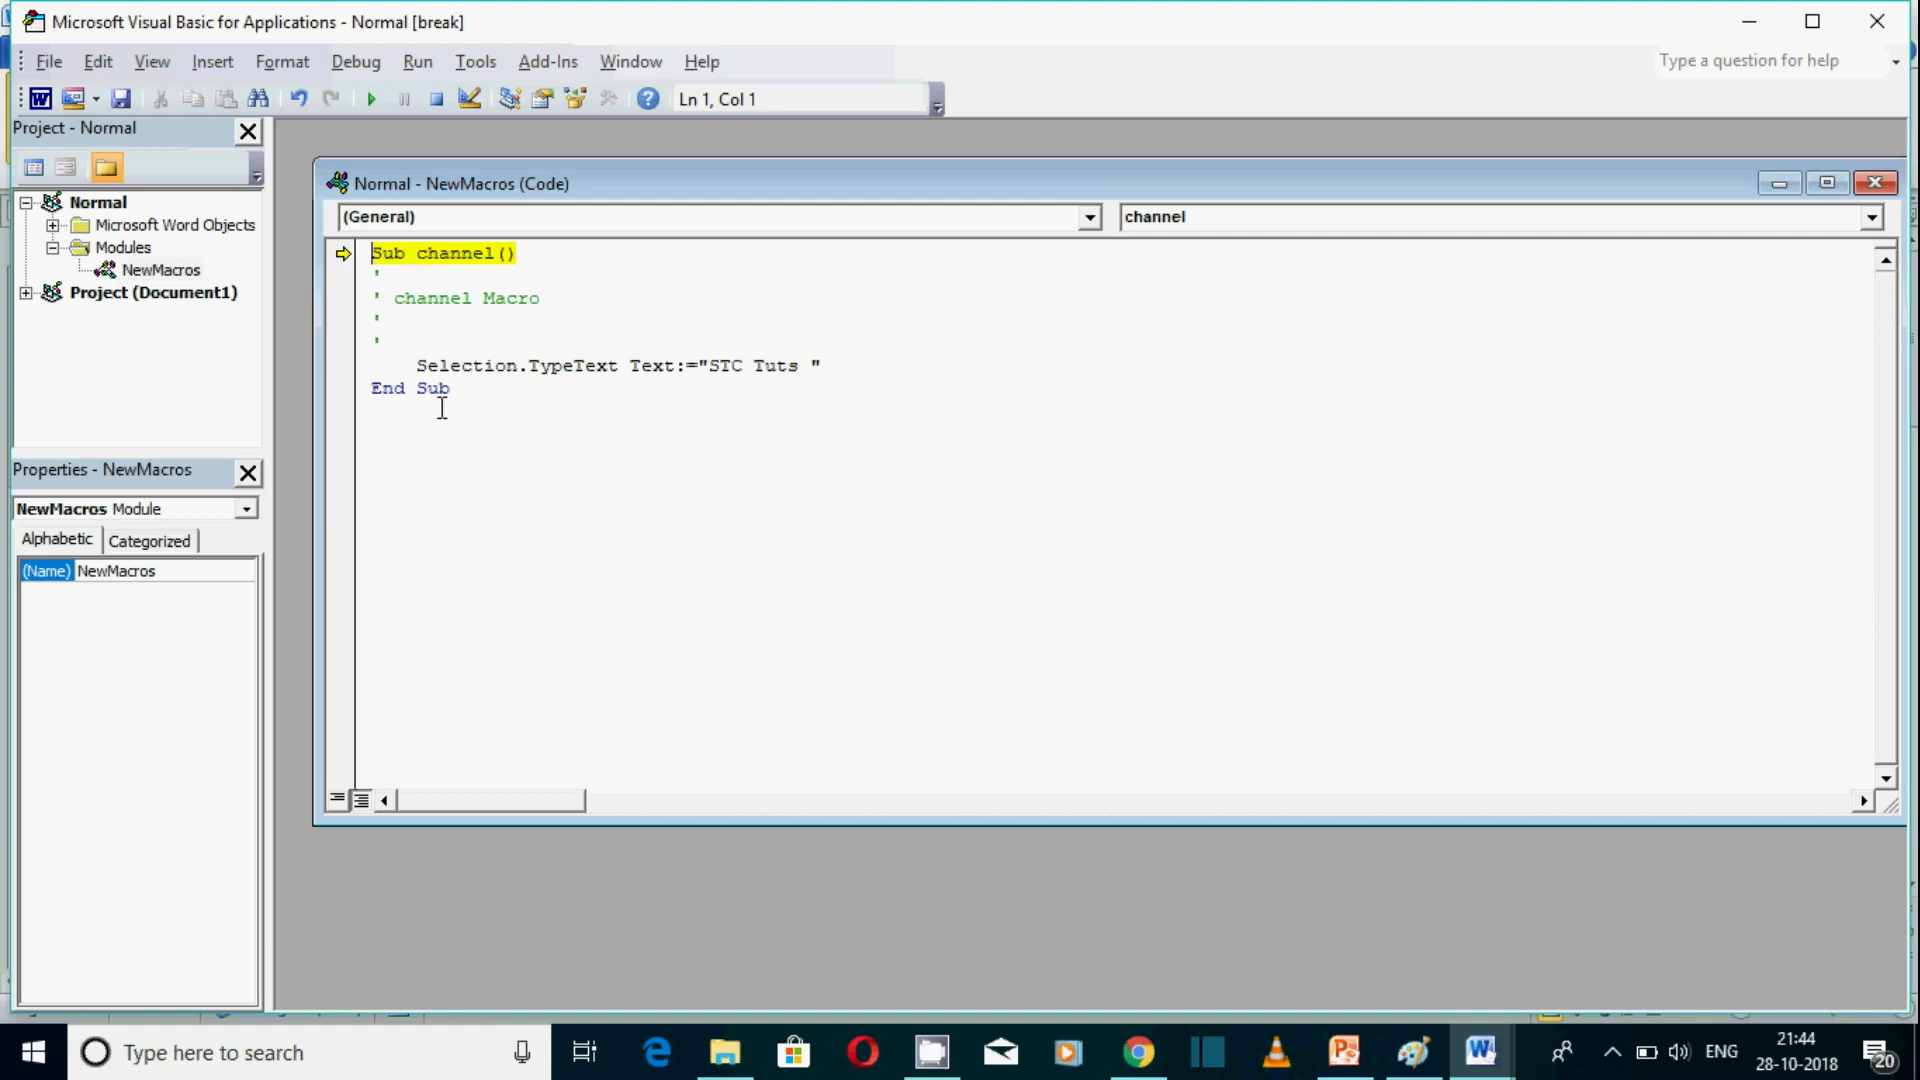 Microsoft Visual Basic for Applications - Normal [break]
File Edit View Insert Format Debug Run Tools Add-Ins Window Help
Type a question for help
Ln 1, Col 1
Project - Normal
Normal
Microsoft Word Objects
Modules
NewMacros
Project (Document1)
Properties - NewMacros
NewMacros Module
Alphabetic Categorized
(Name) NewMacros
Normal - NewMacros (Code)
(General) channel
Sub channel()
'
' channel Macro
'
'
Selection.TypeText Text:="STC Tuts "
End Sub
Type here to search
ENG
21:44
28-10-2018
20